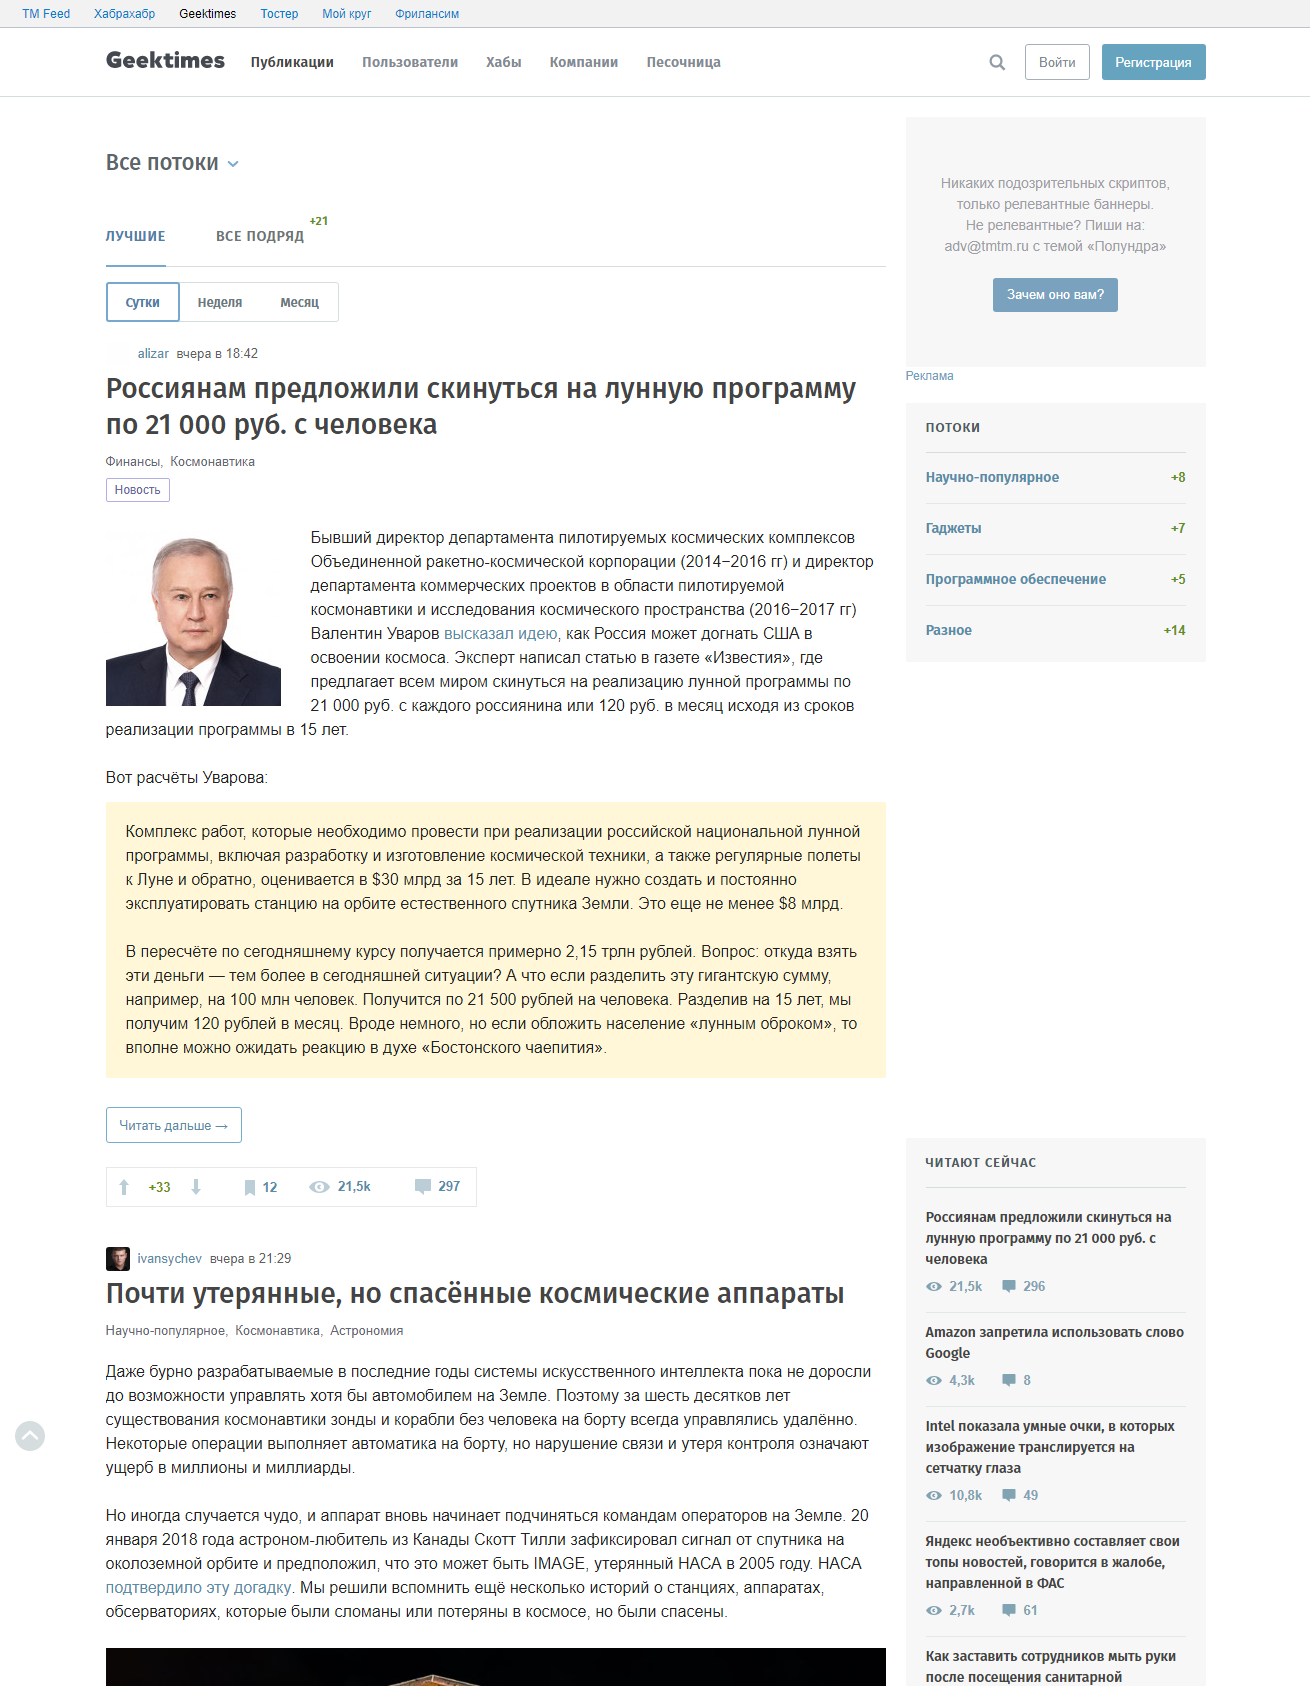 TM Feed Хабрахабр Geektimes Тостер Мой круг Фрилансим
Geektimes Публикации Пользователи Хабы Компании Песочница Войти Регистрация
Все потоки
ЛУЧШИЕ ВСЕ ПОДРЯД +21
Сутки Неделя Месяц
alizar вчера в 18:42
Россиянам предложили скинуться на лунную программу
по 21 000 руб. с человека
Финансы, Космонавтика
Новость
Бывший директор департамента пилотируемых космических комплексов
Объединенной ракетно-космической корпорации (2014–2016 гг) и директор
департамента коммерческих проектов в области пилотируемой
космонавтики и исследования космического пространства (2016–2017 гг)
Валентин Уваров высказал идею, как Россия может догнать США в
освоении космоса. Эксперт написал статью в газете «Известия», где
предлагает всем миром скинуться на реализацию лунной программы по
21 000 руб. с каждого россиянина или 120 руб. в месяц исходя из сроков
реализации программы в 15 лет.
Вот расчёты Уварова:
Комплекс работ, которые необходимо провести при реализации российской национальной лунной
программы, включая разработку и изготовление космической техники, а также регулярные полеты
к Луне и обратно, оценивается в $30 млрд за 15 лет. В идеале нужно создать и постоянно
эксплуатировать станцию на орбите естественного спутника Земли. Это еще не менее $8 млрд.
В пересчёте по сегодняшнему курсу получается примерно 2,15 трлн рублей. Вопрос: откуда взять
эти деньги — тем более в сегодняшней ситуации? А что если разделить эту гигантскую сумму,
например, на 100 млн человек. Получится по 21 500 рублей на человека. Разделив на 15 лет, мы
получим 120 рублей в месяц. Вроде немного, но если обложить население «лунным оброком», то
вполне можно ожидать реакцию в духе «Бостонского чаепития».
Читать дальше →
+33 12 21,5k 297
ivansychev вчера в 21:29
Почти утерянные, но спасённые космические аппараты
Научно-популярное, Космонавтика, Астрономия
Даже бурно разрабатываемые в последние годы системы искусственного интеллекта пока не доросли
до возможности управлять хотя бы автомобилем на Земле. Поэтому за шесть десятков лет
существования космонавтики зонды и корабли без человека на борту всегда управлялись удалённо.
Некоторые операции выполняет автоматика на борту, но нарушение связи и утеря контроля означают
ущерб в миллионы и миллиарды.
Но иногда случается чудо, и аппарат вновь начинает подчиняться командам операторов на Земле. 20
января 2018 года астроном-любитель из Канады Скотт Тилли зафиксировал сигнал от спутника на
околоземной орбите и предположил, что это может быть IMAGE, утерянный НАСА в 2005 году. НАСА
подтвердило эту догадку. Мы решили вспомнить ещё несколько историй о станциях, аппаратах,
обсерваториях, которые были сломаны или потеряны в космосе, но были спасены.
Никаких подозрительных скриптов,
только релевантные баннеры.
Не релевантные? Пиши на:
adv@tmtm.ru с темой «Полундра»
Зачем оно вам?
Реклама
ПОТОКИ
Научно-популярное +8
Гаджеты +7
Программное обеспечение +5
Разное +14
ЧИТАЮТ СЕЙЧАС
Россиянам предложили скинуться на
лунную программу по 21 000 руб. с
человека
21,5k 296
Amazon запретила использовать слово
Google
4,3k 8
Intel показала умные очки, в которых
изображение транслируется на
сетчатку глаза
10,8k 49
Яндекс необъективно составляет свои
топы новостей, говорится в жалобе,
направленной в ФАС
2,7k 61
Как заставить сотрудников мыть руки
после посещения санитарной